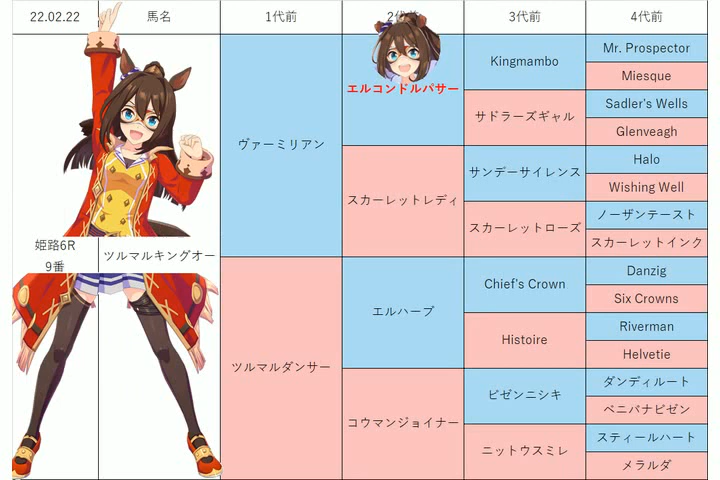 22.02.22 馬名 1代前 2代前 3代前 4代前
姫路6R
9番
ツルマルキングオー
ヴァーミリアン
ツルマルダンサー
エルコンドルパサー
スカーレットレディ
エルハーブ
コウマンジョイナー
Kingmambo
サドラーズギャル
サンデーサイレンス
スカーレットローズ
Chief's Crown
Histoire
ビゼンニシキ
ニットウスミレ
Mr. Prospector
Miesque
Sadler's Wells
Glenveagh
Halo
Wishing Well
ノーザンテースト
スカーレットインク
Danzig
Six Crowns
Riverman
Helvetie
ダンディルート
ベニバナビゼン
スティールハート
メラルダ